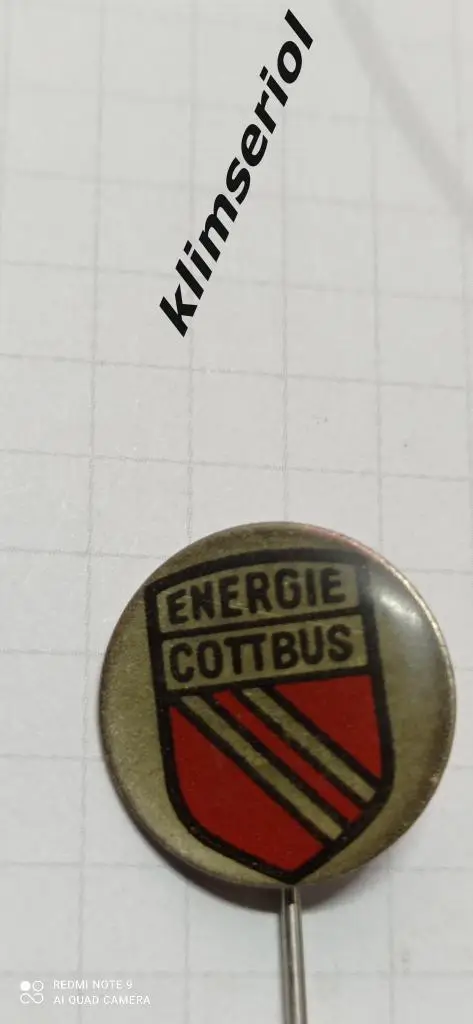 klimseriol
ENERGIE
COTTBUS
REDMI NOTE 9
AI QUAD CAMERA